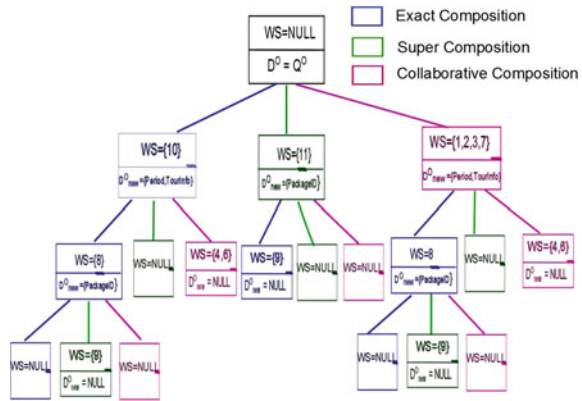 WS=NULL
D^O = Q^O
Exact Composition
Super Composition
Collaborative Composition
WS={10}
D^O_new={Period,TourInfo}
WS={11}
D^O_new={PackageID}
WS={1,2,3,7}
D^O_new={Period,TourInfo}
WS={8}
D^O_new={PackageID}
WS=NULL
WS={4,6}
D^O_new = NULL
WS={9}
D^O_new = NULL
WS=NULL
WS=NULL
WS=8
D^O_new={PackageID}
WS=NULL
WS={4,6}
D^O_new = NULL
WS=NULL
WS={9}
D^O_new = NULL
WS=NULL
WS=NULL
WS={9}
D^O_new = NULL
WS=NULL